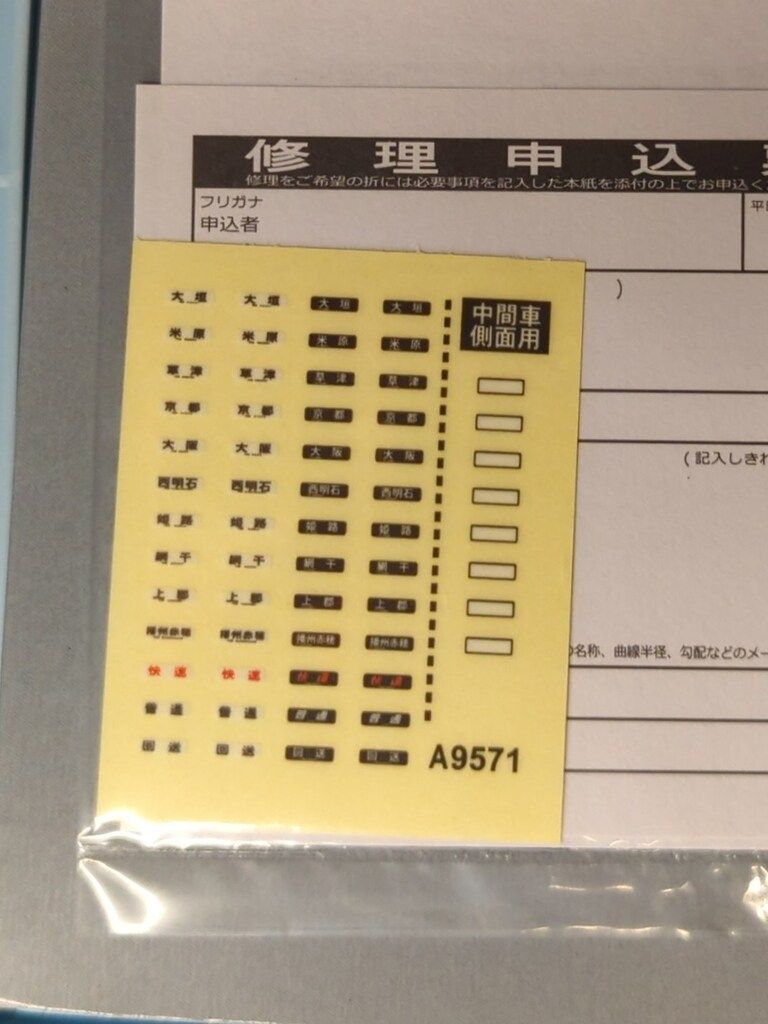 修理申込
修理をご希望の折には必要事項を記入した本紙を添付の上でお申込く
フリガナ
申込者
)
(記入しきれ
の名称、曲線半径、勾配などのメー
大垣 大垣 大垣 大垣
米原 米原 米原 米原
草津 草津 草津 草津
京都 京都 京都 京都
大阪 大阪 大阪 大阪
西明石 西明石 西明石 西明石
姫路 姫路 姫路 姫路
網干 網干 網干 網干
上郡 上郡 上郡 上郡
播州赤穂 播州赤穂 播州赤穂 播州赤穂
快速 快速 快速 快速
普通 普通 普通 普通
回送 回送 回送 回送
中間車
側面用
A9571